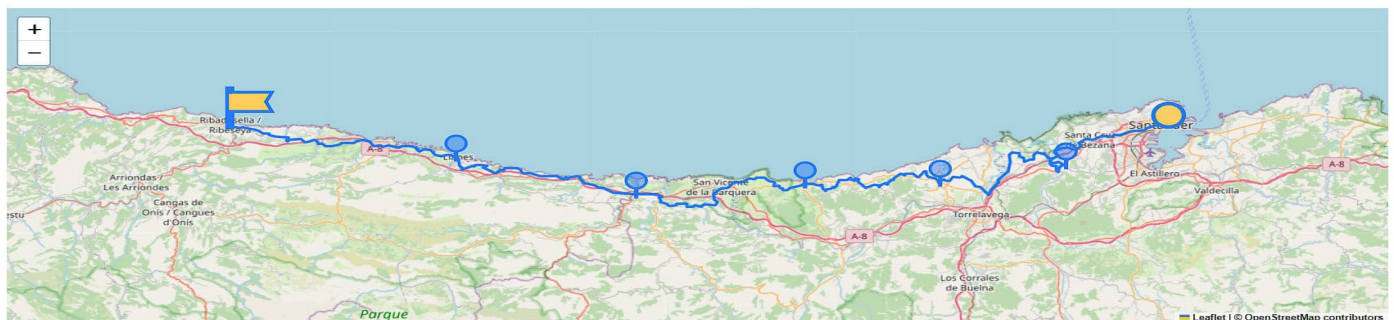 +
−
Ribadesella /
Ribeseya
A-8
Llanes
Arriondas /
Les Arriondes
Cangas de
Onís / Cangues
d'Onís
estu
San Vicente
de la Barquera
A-8
Santander
Santa Cruz
de Bezana
El Astillero
A-8
Valdecilla
Torrelavega
Los Corrales
de Buelna
Parque
Leaflet | © OpenStreetMap contributors